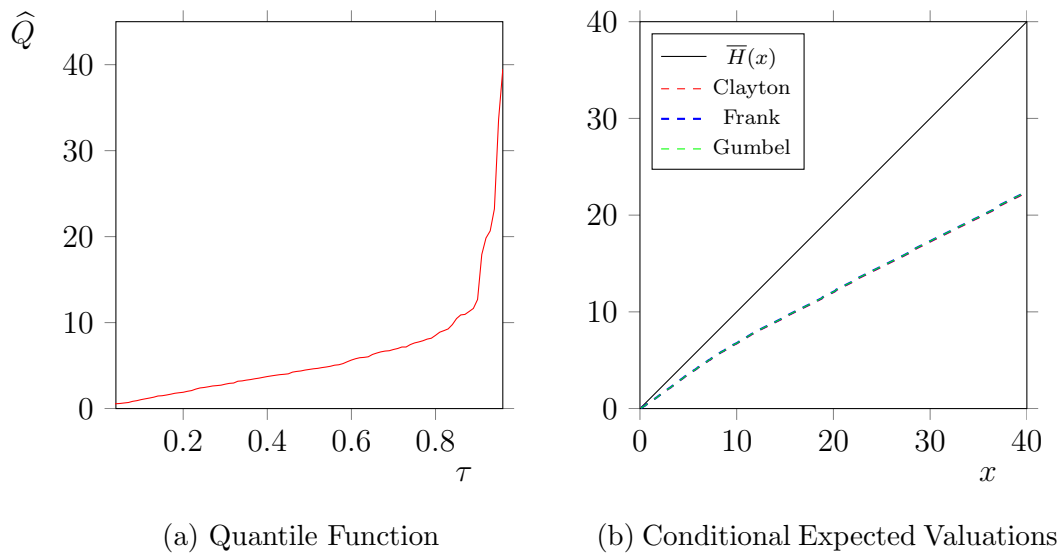 Q̂
40
30
20
10
0
0.2 0.4 0.6 0.8
τ
(a) Quantile Function
40
30
20
10
0
0 10 20 30 40
x
H̅(x)
Clayton
Frank
Gumbel
(b) Conditional Expected Valuations